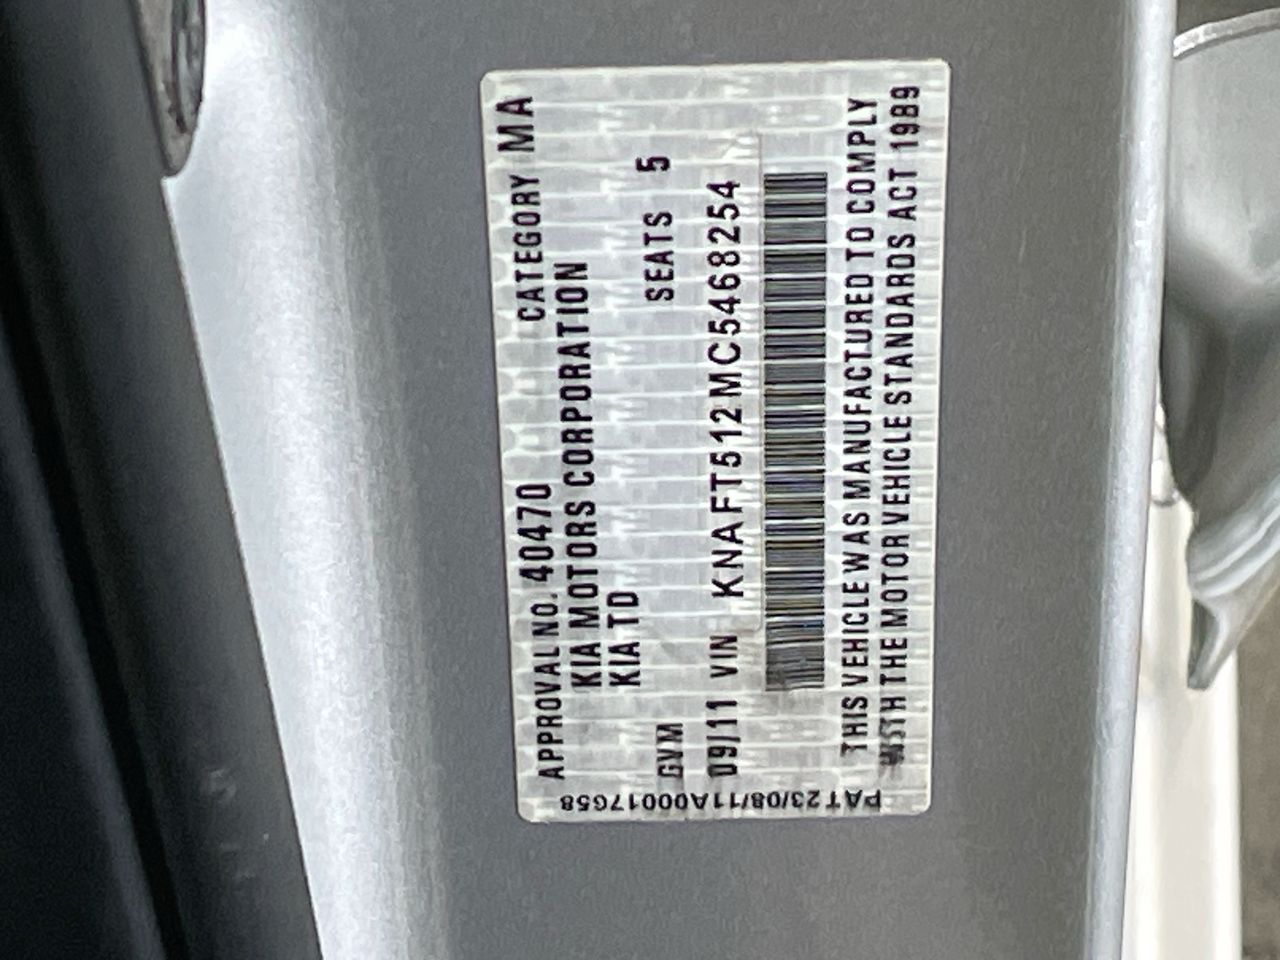 APPROVAL NO. 40470 CATEGORY MA
KIA MOTORS CORPORATION
KIA TD
GVM SEATS 5
09/11 VIN KNAFT512MC5468254
THIS VEHICLE WAS MANUFACTURED TO COMPLY
WITH THE MOTOR VEHICLE STANDARDS ACT 1989
PAT23/08/11A00017658